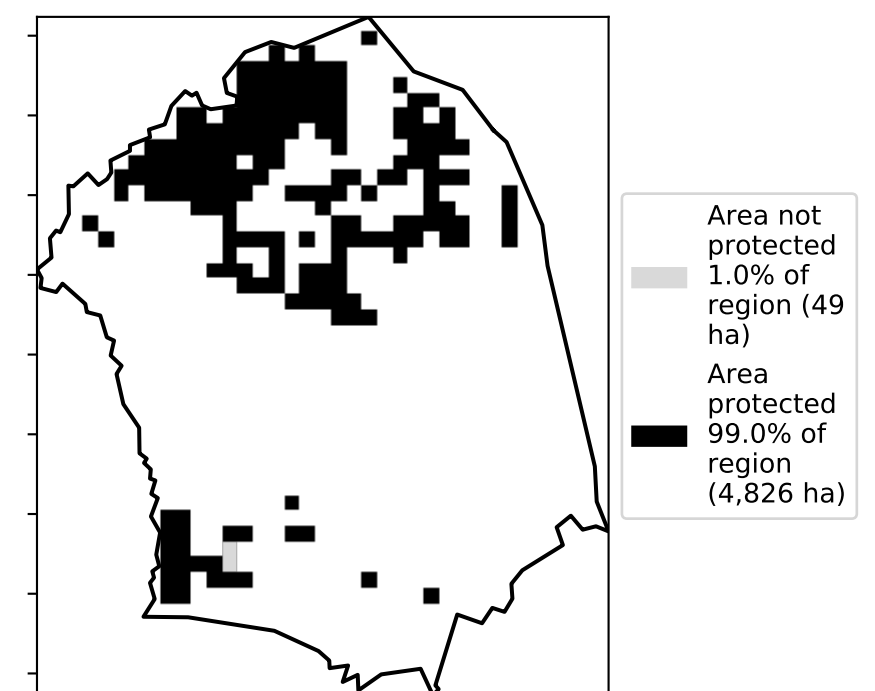 Area not
protected
1.0% of
region (49
ha)
Area
protected
99.0% of
region
(4,826 ha)